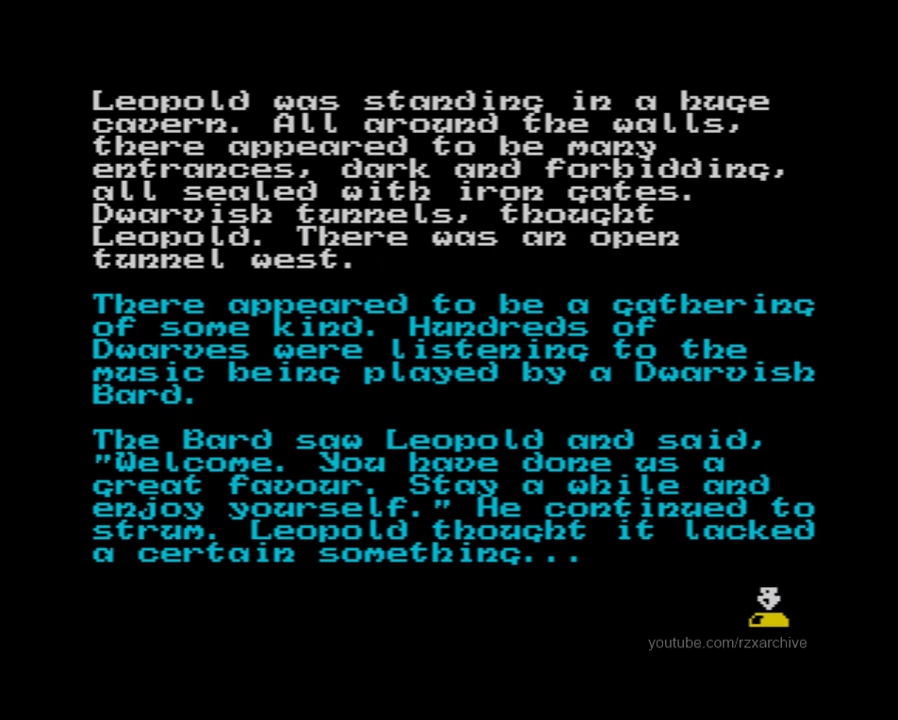 Leopold was standing in a huge
cavern. All around the walls,
there appeared to be many
entrances, dark and forbidding,
all sealed with iron gates.
Dwarvish tunnels, thought
Leopold. There was an open
tunnel west.
There appeared to be a gathering
of some kind. Hundreds of
Dwarves were listening to the
music being played by a Dwarvish
Bard.
The Bard saw Leopold and said,
"Welcome. You have done us a
great favour. Stay a while and
enjoy yourself." He continued to
strum. Leopold thought it lacked
a certain something...
youtube.com/rzxarchive